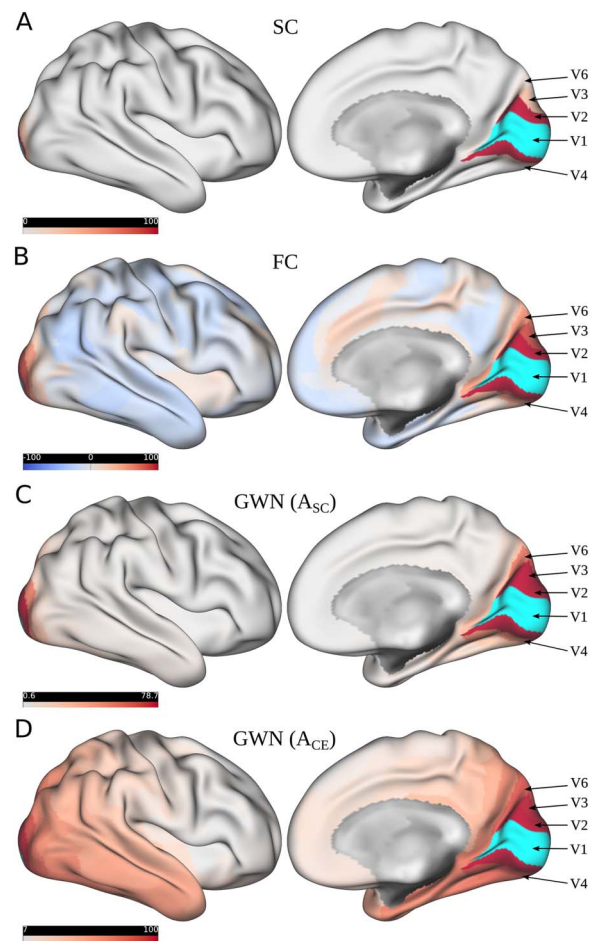 A
SC
V6
V3
V2
V1
V4
0 100
B
FC
V6
V3
V2
V1
V4
-100 0 100
C
GWN (A_SC)
V6
V3
V2
V1
V4
0.6 78.7
D
GWN (A_CE)
V6
V3
V2
V1
V4
7 100